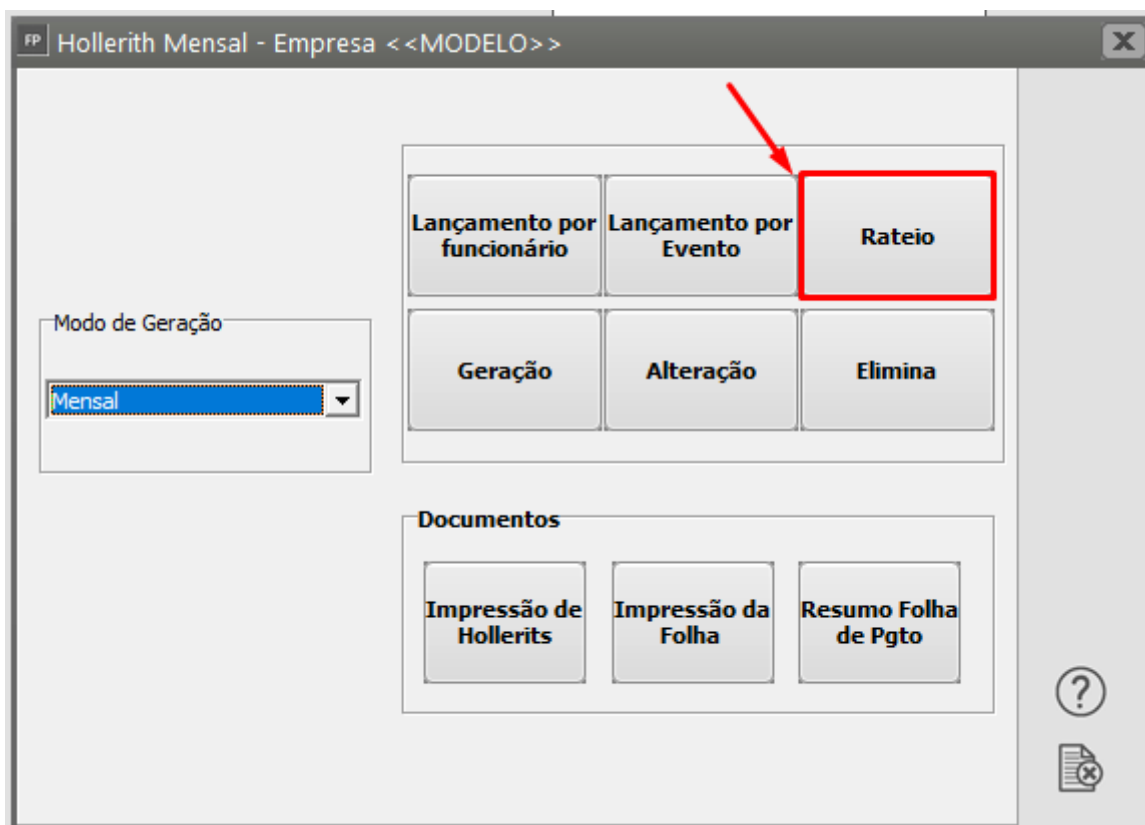 FP Hollerith Mensal - Empresa <<MODELO>>
Lançamento por
funcionário
Lançamento por
Evento
Rateio
Modo de Geração
Mensal
Geração
Alteração
Elimina
Documentos
Impressão de
Hollerits
Impressão da
Folha
Resumo Folha
de Pgto
?